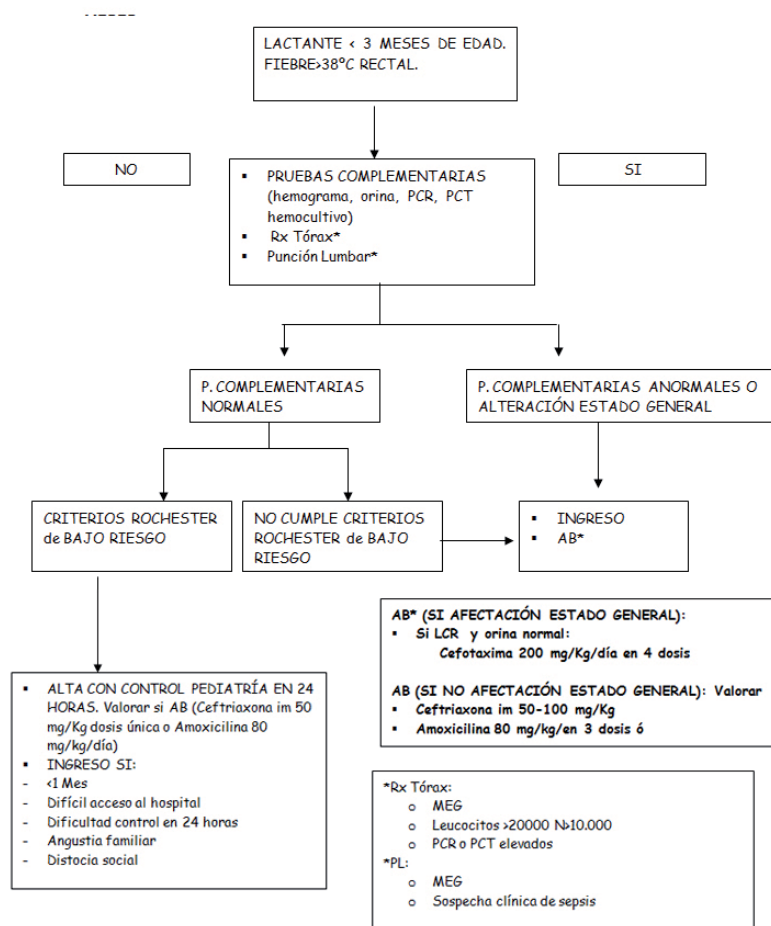 LACTANTE < 3 MESES DE EDAD.
FIEBRE>38ºC RECTAL.
NO
SI
▪ PRUEBAS COMPLEMENTARIAS
(hemograma, orina, PCR, PCT
hemocultivo)
▪ Rx Tórax*
▪ Punción Lumbar*
P. COMPLEMENTARIAS
NORMALES
P. COMPLEMENTARIAS ANORMALES O
ALTERACIÓN ESTADO GENERAL
CRITERIOS ROCHESTER
de BAJO RIESGO
NO CUMPLE CRITERIOS
ROCHESTER de BAJO
RIESGO
▪ INGRESO
▪ AB*
AB* (SI AFECTACIÓN ESTADO GENERAL):
▪ Si LCR y orina normal:
Cefotaxima 200 mg/Kg/día en 4 dosis
AB (SI NO AFECTACIÓN ESTADO GENERAL): Valorar
▪ Ceftriaxona im 50-100 mg/Kg
▪ Amoxicilina 80 mg/kg/en 3 dosis ó
▪ ALTA CON CONTROL PEDIATRÍA EN 24
HORAS. Valorar si AB (Ceftriaxona im 50
mg/Kg dosis única o Amoxicilina 80
mg/kg/día)
▪ INGRESO SI:
- <1 Mes
- Difícil acceso al hospital
- Dificultad control en 24 horas
- Angustia familiar
- Distocia social
*Rx Tórax:
o MEG
o Leucocitos >20000 N>10.000
o PCR o PCT elevados
*PL:
o MEG
o Sospecha clínica de sepsis